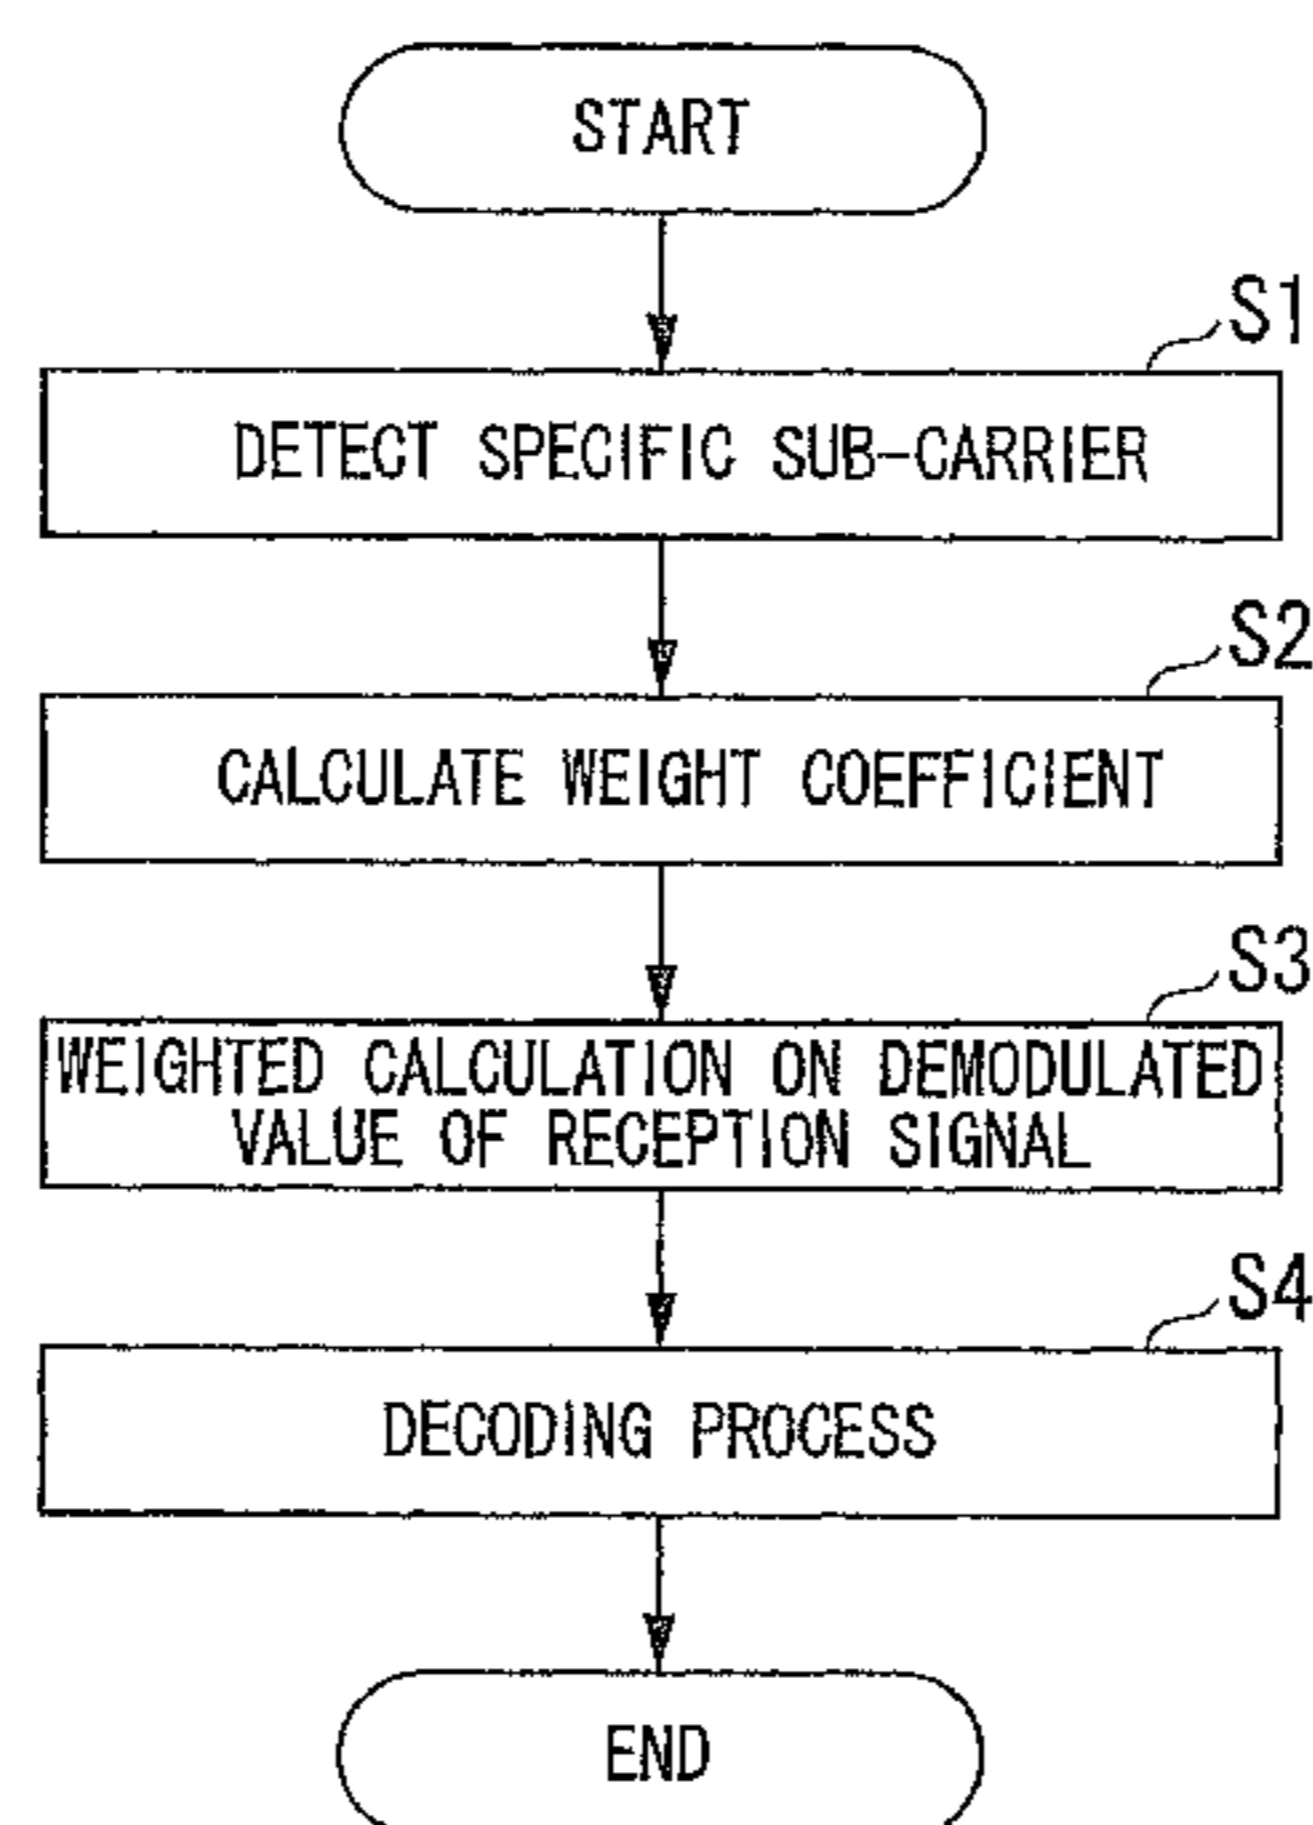 START
S1
DETECT SPECIFIC SUB-CARRIER
S2
CALCULATE WEIGHT COEFFICIENT
S3
WEIGHTED CALCULATION ON DEMODULATED
VALUE OF RECEPTION SIGNAL
S4
DECODING PROCESS
END